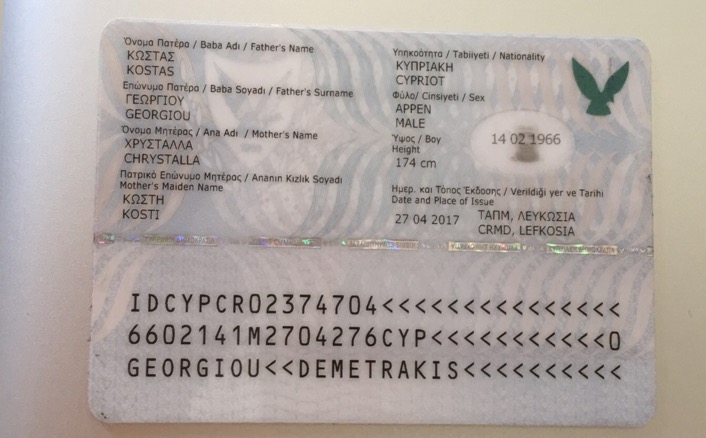 Όνομα Πατέρα / Baba Adı / Father's Name
ΚΩΣΤΑΣ
KOSTAS
Επώνυμο Πατέρα / Baba Soyadı / Father's Surname
ΓΕΩΡΓΙΟΥ
GEORGIOU
Όνομα Μητέρας / Ana Adı / Mother's Name
ΧΡΥΣΤΑΛΛΑ
CHRYSTALLA
Πατρικό Επώνυμο Μητέρας / Ananın Kızlık Soyadı
Mother's Maiden Name
ΚΩΣΤΗ
KOSTI
Υπηκοότητα / Tabiiyeti / Nationality
ΚΥΠΡΙΑΚΗ
CYPRIOT
Φύλο/ Cinsiyeti / Sex
ΑΡΡΕΝ
MALE
Ύψος / Boy
Height
174 cm
14 02 1966
Ημερ. και Τόπος Έκδοσης / Verildiği yer ve Tarihi
Date and Place of Issue
27 04 2017
ΤΑΠΜ, ΛΕΥΚΩΣΙΑ
CRMD, LEFKOSIA
IDCYPCR02374704<<<<<<<<<<<<<<<
6602141M2704276CYP<<<<<<<<<<<0
GEORGIOU<<DEMETRAKIS<<<<<<<<<<